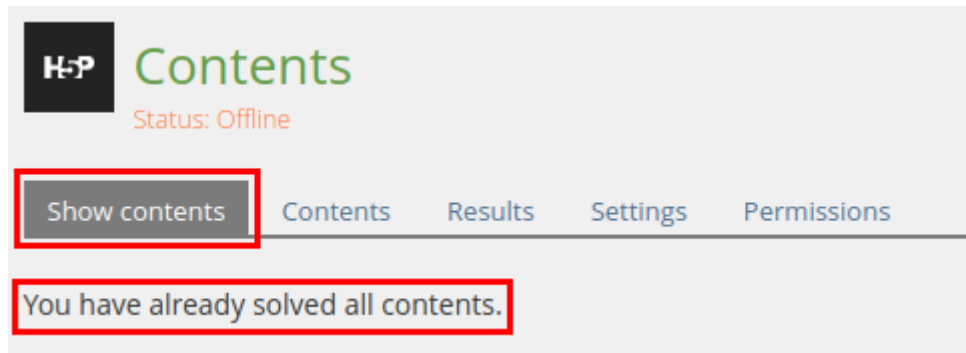 H5P
Contents
Status: Offline
Show contents Contents Results Settings Permissions
You have already solved all contents.